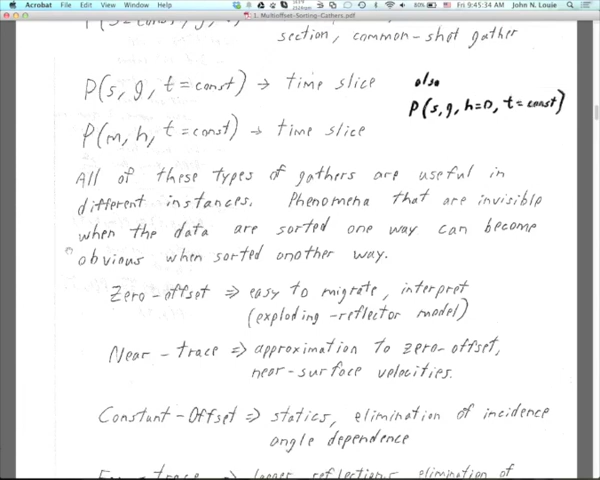 Acrobat File Edit View Window Help
80% Fri 9:45:34 AM John N. Louie
1. Multioffset-Sorting-Gathers.pdf
section, common-shot gather
P(s, g, t=const) → time slice
also
P(s, g, h=0, t=const)
P(m, h, t=const) → time slice
All of these types of gathers are useful in
different instances. Phenomena that are invisible
when the data are sorted one way can become
obvious when sorted another way.
Zero-offset ⇒ easy to migrate, interpret
(exploding-reflector model)
Near-trace ⇒ approximation to zero-offset,
near-surface velocities.
Constant-Offset ⇒ statics, elimination of incidence
angle dependence